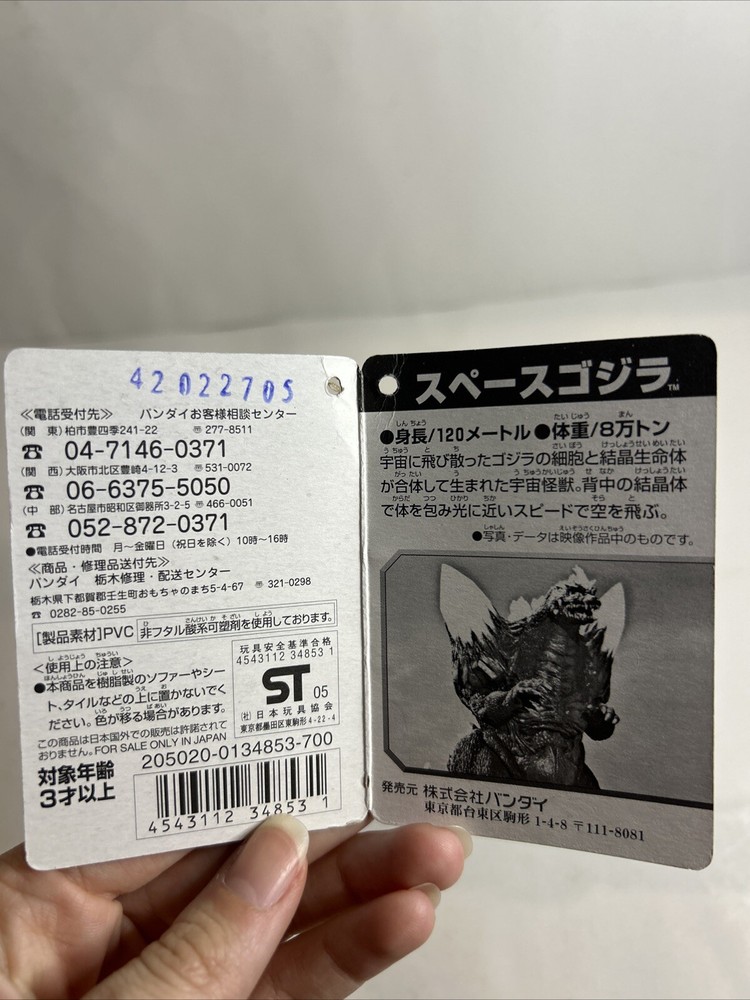 42022705
≪電話受付先≫ バンダイお客様相談センター
(関 東)柏市豊四季241-22 〒277-8511
☎ 04-7146-0371
(関 西)大阪市北区豊崎4-12-3 〒531-0072
☎ 06-6375-5050
(中 部)名古屋市昭和区御器所3-2-5 〒466-0051
☎ 052-872-0371
●電話受付時間 月〜金曜日(祝日を除く)10時〜16時
≪商品・修理品送付先≫
バンダイ 栃木修理・配送センター
栃木県下都賀郡壬生町おもちゃのまち5-4-67 〒321-0298
☎ 0282-85-0255
[製品素材]PVC 非フタル酸系可塑剤を使用しております。
<使用上の注意>
●本商品を樹脂製のソファーやシー
ト、タイルなどの上に置かないでく
ださい。色が移る場合があります。
この商品は日本国外での販売は許諾されて
おりません。FOR SALE ONLY IN JAPAN
玩具安全基準合格
4543112 34853 1
ST 05
(社)日本玩具協会
東京都墨田区東駒形4-22-4
205020-0134853-700
対象年齢
3才以上
4543112 34853 1
スペースゴジラ™
●身長/120メートル ●体重/8万トン
宇宙に飛び散ったゴジラの細胞と結晶生命体
が合体して生まれた宇宙怪獣。背中の結晶体
で体を包み光に近いスピードで空を飛ぶ。
●写真・データは映像作品中のものです。
発売元 株式会社バンダイ
東京都台東区駒形 1-4-8 〒111-8081